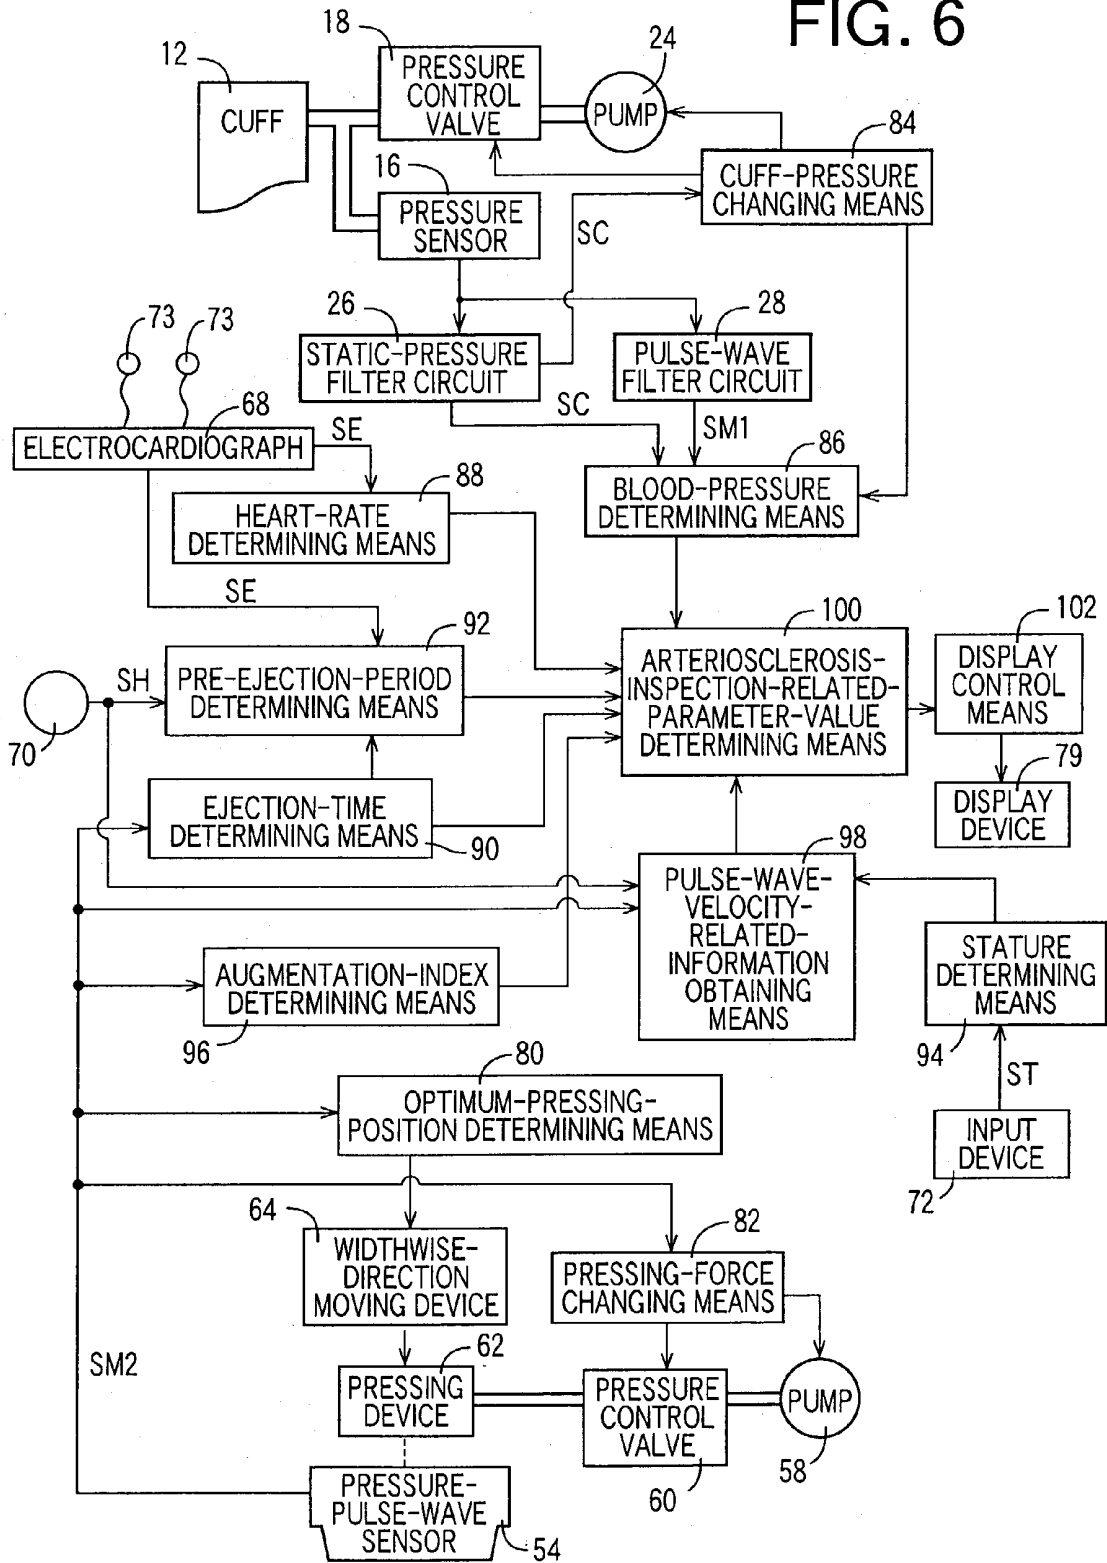 FIG. 6
18
12
24
PRESSURE
CONTROL
VALVE
CUFF
PUMP
84
16
CUFF-PRESSURE
CHANGING MEANS
PRESSURE
SENSOR
SC
73
73
26
28
STATIC-PRESSURE
FILTER CIRCUIT
PULSE-WAVE
FILTER CIRCUIT
68
SE
SC
SM1
ELECTROCARDIOGRAPH
86
88
BLOOD-PRESSURE
DETERMINING MEANS
HEART-RATE
DETERMINING MEANS
SE
92
100
102
SH
PRE-EJECTION-PERIOD
DETERMINING MEANS
ARTERIOSCLEROSIS-
INSPECTION-RELATED-
PARAMETER-VALUE
DETERMINING MEANS
DISPLAY
CONTROL
MEANS
70
79
EJECTION-TIME
DETERMINING MEANS
90
DISPLAY
DEVICE
98
PULSE-WAVE-
VELOCITY-
RELATED-
INFORMATION
OBTAINING
MEANS
STATURE
DETERMINING
MEANS
AUGMENTATION-INDEX
DETERMINING MEANS
96
94
80
ST
OPTIMUM-PRESSING-
POSITION DETERMINING MEANS
INPUT
DEVICE
72
64
82
WIDTHWISE-
DIRECTION
MOVING DEVICE
PRESSING-FORCE
CHANGING MEANS
SM2
62
PRESSING
DEVICE
PRESSURE
CONTROL
VALVE
PUMP
58
60
PRESSURE-
PULSE-WAVE
SENSOR
54